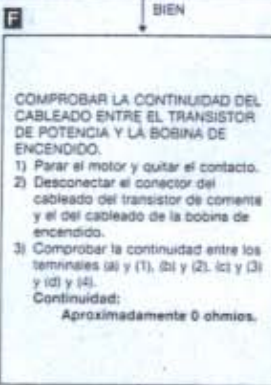 BIEN
F
COMPROBAR LA CONTINUIDAD DEL
CABLEADO ENTRE EL TRANSISTOR
DE POTENCIA Y LA BOBINA DE
ENCENDIDO.
1) Parar el motor y quitar el contacto.
2) Desconectar el conector del
cableado del transistor de corriente
y el del cableado de la bobina de
encendido.
3) Comprobar la continuidad entre los
terminales (a) y (1), (b) y (2), (c) y (3)
y (d) y (4).
Continuidad:
Aproximadamente 0 ohmios.